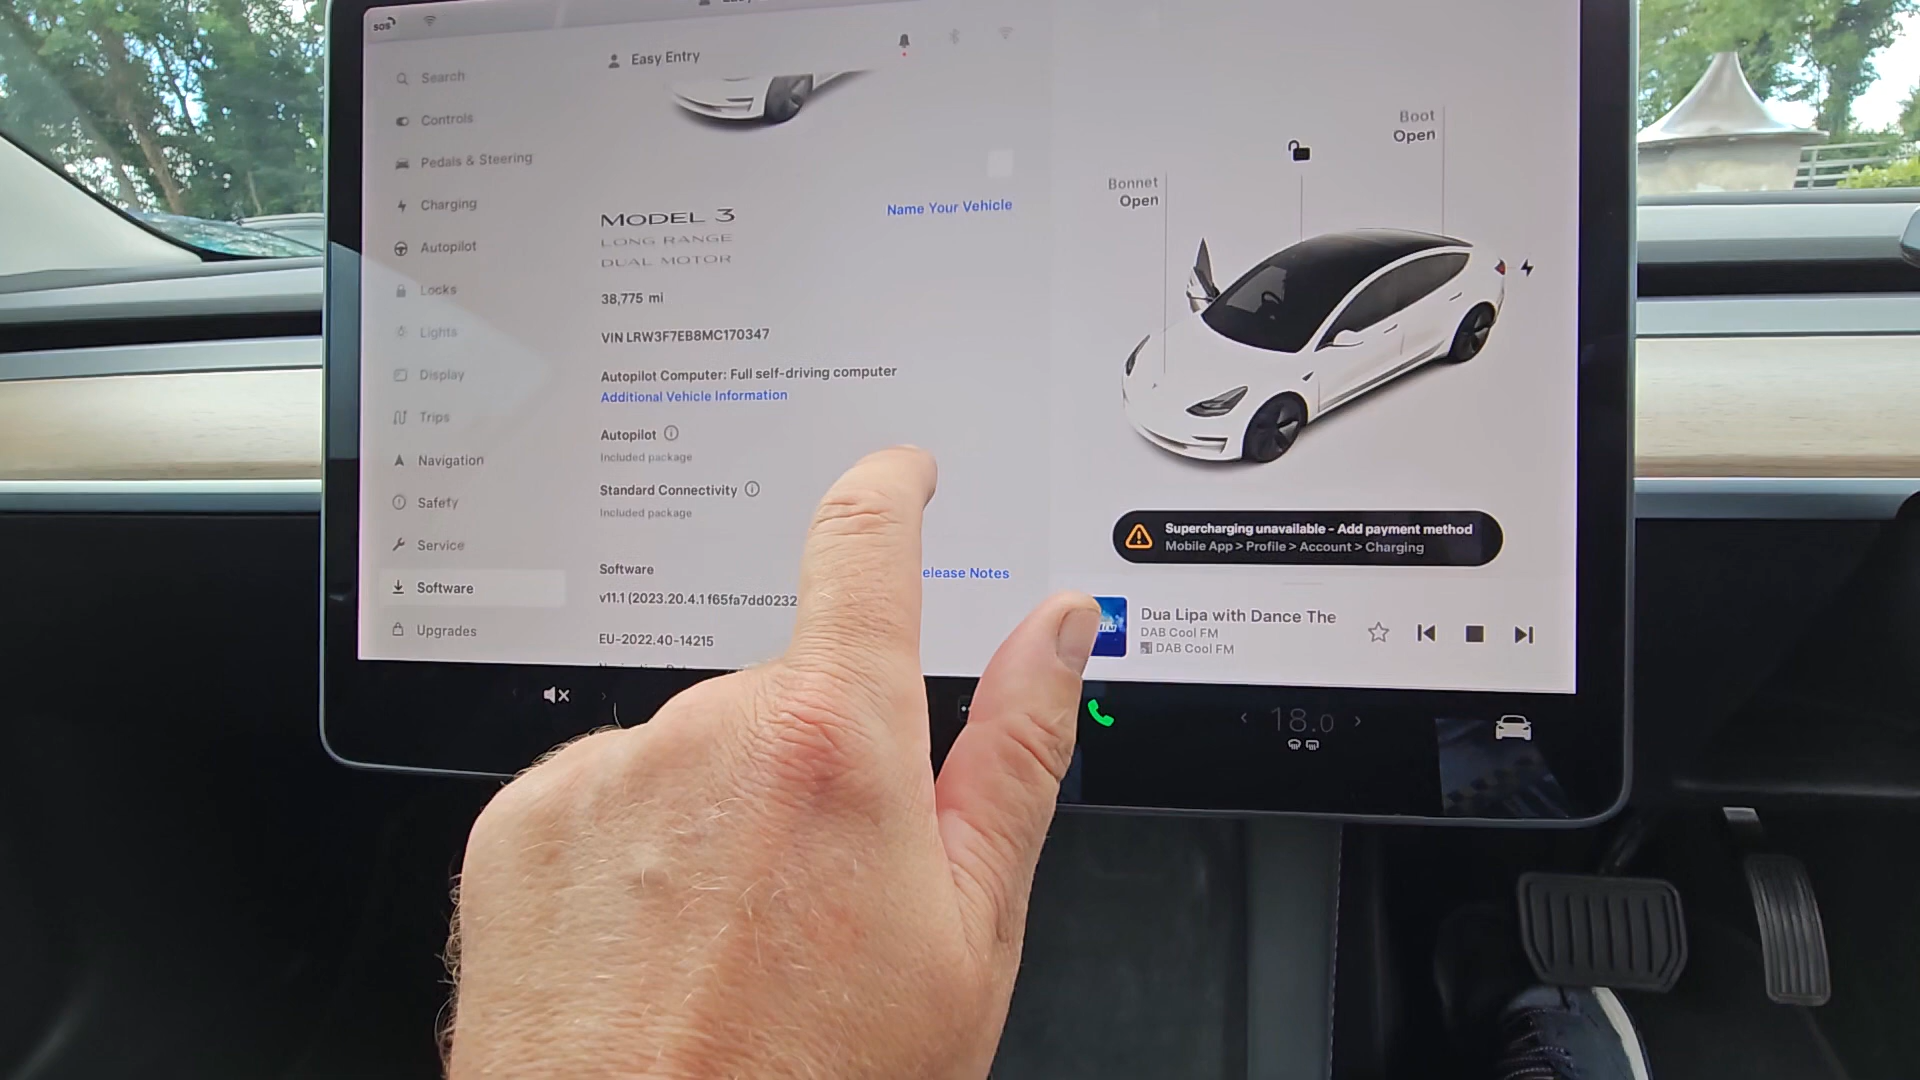 sos
Search
Controls
Pedals & Steering
Charging
Autopilot
Locks
Lights
Display
Trips
Navigation
Safety
Service
Software
Upgrades
Easy Entry
MODEL 3
LONG RANGE
DUAL MOTOR
Name Your Vehicle
38,775 mi
VIN LRW3F7EB8MC170347
Autopilot Computer: Full self-driving computer
Additional Vehicle Information
Autopilot
Included package
Standard Connectivity
Included package
Software
elease Notes
v11.1 (2023.20.4.1 f65fa7dd0232
EU-2022.40-14215
Boot
Open
Bonnet
Open
Supercharging unavailable - Add payment method
Mobile App > Profile > Account > Charging
Dua Lipa with Dance The
DAB Cool FM
DAB Cool FM
18.0